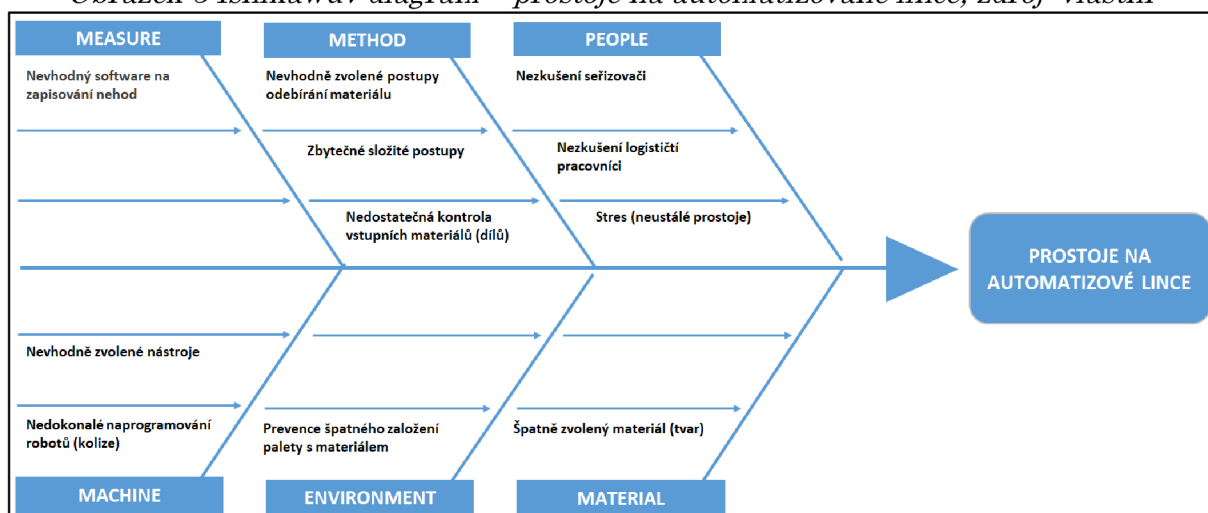 MEASURE
METHOD
PEOPLE
Nevhodný software na
zapisování nehod
Nevhodně zvolené postupy
odebírání materiálu
Nezkušení seřizovači
Zbytečné složité postupy
Nezkušení logističtí
pracovníci
Nedostatečná kontrola
vstupních materiálů (dílů)
Stres (neustálé prostoje)
PROSTOJE NA
AUTOMATIZOVÉ LINCE
Nevhodně zvolené nástroje
Nedokonalé naprogramování
robotů (kolize)
Prevence špatného založení
palety s materiálem
Špatně zvolený materiál (tvar)
MACHINE
ENVIRONMENT
MATERIAL